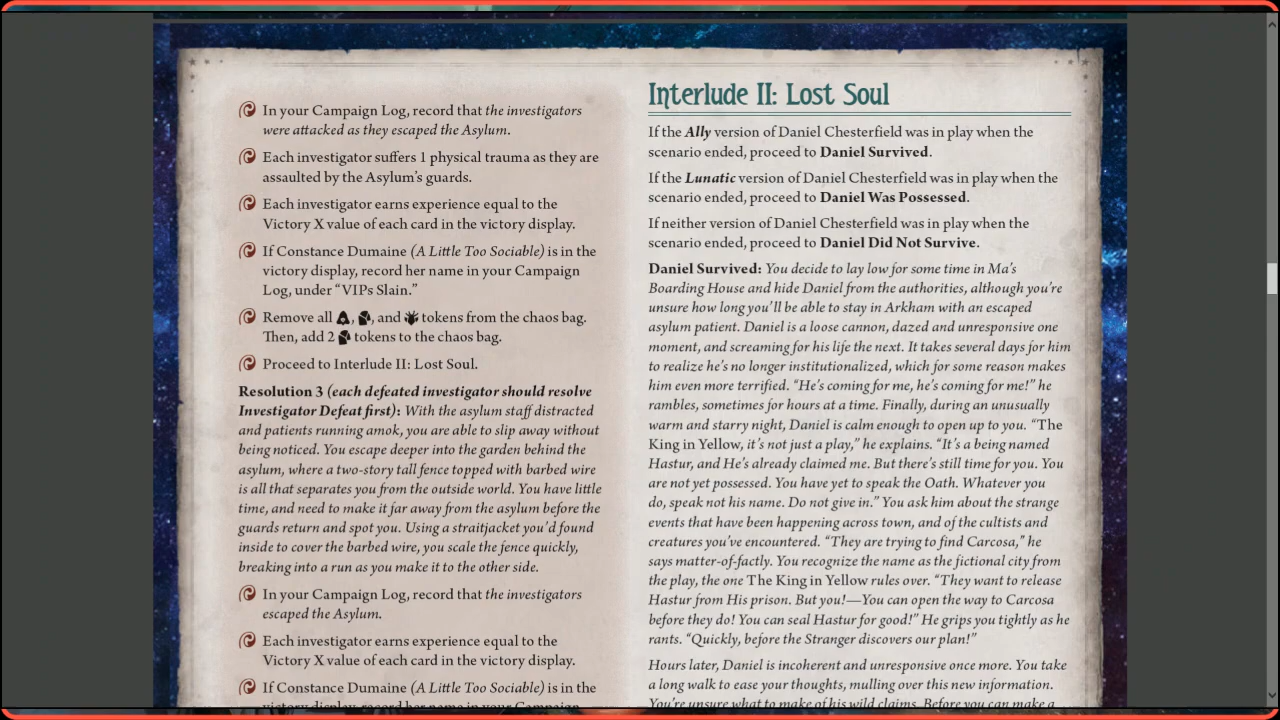 In your Campaign Log, record that the investigators
were attacked as they escaped the Asylum.
Each investigator suffers 1 physical trauma as they are
assaulted by the Asylum's guards.
Each investigator earns experience equal to the
Victory X value of each card in the victory display.
If Constance Dumaine (A Little Too Sociable) is in the
victory display, record her name in your Campaign
Log, under “VIPs Slain.”
Remove all , , and tokens from the chaos bag.
Then, add 2 tokens to the chaos bag.
Proceed to Interlude II: Lost Soul.
Resolution 3 (each defeated investigator should resolve
Investigator Defeat first): With the asylum staff distracted
and patients running amok, you are able to slip away without
being noticed. You escape deeper into the garden behind the
asylum, where a two-story tall fence topped with barbed wire
is all that separates you from the outside world. You have little
time, and need to make it far away from the asylum before the
guards return and spot you. Using a straitjacket you'd found
inside to cover the barbed wire, you scale the fence quickly,
breaking into a run as you make it to the other side.
In your Campaign Log, record that the investigators
escaped the Asylum.
Each investigator earns experience equal to the
Victory X value of each card in the victory display.
If Constance Dumaine (A Little Too Sociable) is in the
victory display, record her name in your Campaign
Interlude II: Lost Soul
If the Ally version of Daniel Chesterfield was in play when the
scenario ended, proceed to Daniel Survived.
If the Lunatic version of Daniel Chesterfield was in play when the
scenario ended, proceed to Daniel Was Possessed.
If neither version of Daniel Chesterfield was in play when the
scenario ended, proceed to Daniel Did Not Survive.
Daniel Survived: You decide to lay low for some time in Ma's
Boarding House and hide Daniel from the authorities, although you're
unsure how long you'll be able to stay in Arkham with an escaped
asylum patient. Daniel is a loose cannon, dazed and unresponsive one
moment, and screaming for his life the next. It takes several days for him
to realize he's no longer institutionalized, which for some reason makes
him even more terrified. “He's coming for me, he's coming for me!” he
rambles, sometimes for hours at a time. Finally, during an unusually
warm and starry night, Daniel is calm enough to open up to you. “The
King in Yellow, it's not just a play,” he explains. “It's a being named
Hastur, and He's already claimed me. But there's still time for you. You
are not yet possessed. You have yet to speak the Oath. Whatever you
do, speak not his name. Do not give in.” You ask him about the strange
events that have been happening across town, and of the cultists and
creatures you've encountered. “They are trying to find Carcosa,” he
says matter-of-factly. You recognize the name as the fictional city from
the play, the one The King in Yellow rules over. “They want to release
Hastur from His prison. But you!—You can open the way to Carcosa
before they do! You can seal Hastur for good!” He grips you tightly as he
rants. “Quickly, before the Stranger discovers our plan!”
Hours later, Daniel is incoherent and unresponsive once more. You take
a long walk to ease your thoughts, mulling over this new information.
You're unsure what to make of his wild claims. Before you can make a